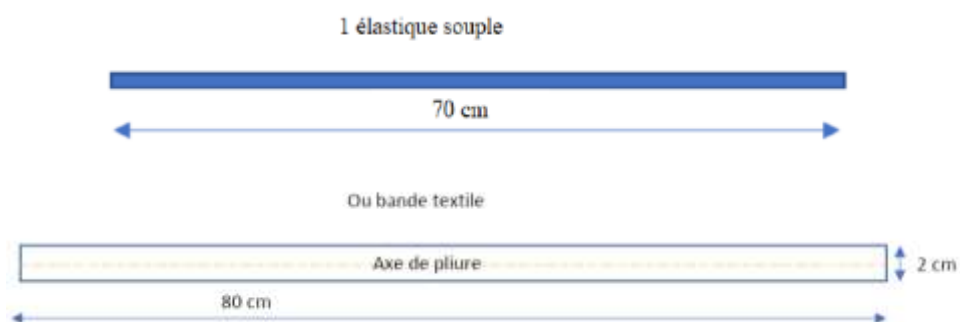 1 élastique souple
70 cm
Ou bande textile
Axe de pliure
2 cm
80 cm